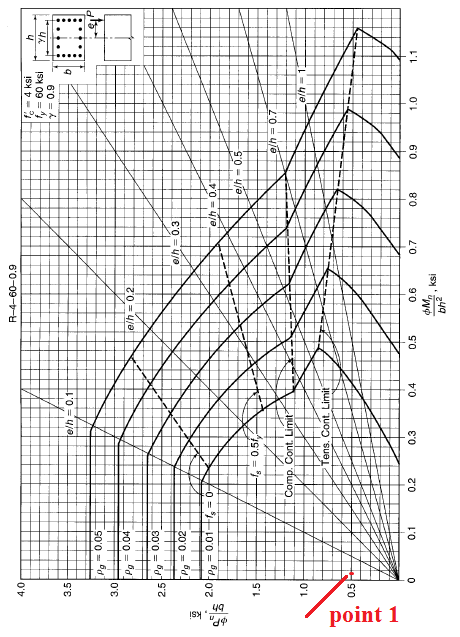 R-4-60-0.9
f'c = 4 ksi
fy = 60 ksi
γ = 0.9
h
γh
b
e
P
ρg = 0.05
ρg = 0.04
ρg = 0.03
ρg = 0.02
ρg = 0.01
fs = 0
fs = 0.5fy
Comp. Cont. Limit
Tens. Cont. Limit
e/h = 0.1
e/h = 0.2
e/h = 0.3
e/h = 0.4
e/h = 0.5
e/h = 0.7
e/h = 1
4.0
3.5
3.0
2.5
2.0
1.5
1.0
0.5
0
0.1
0.2
0.3
0.4
0.5
0.6
0.7
0.8
0.9
1.0
1.1
ϕPn/bh, ksi
ϕMn/bh², ksi
point 1